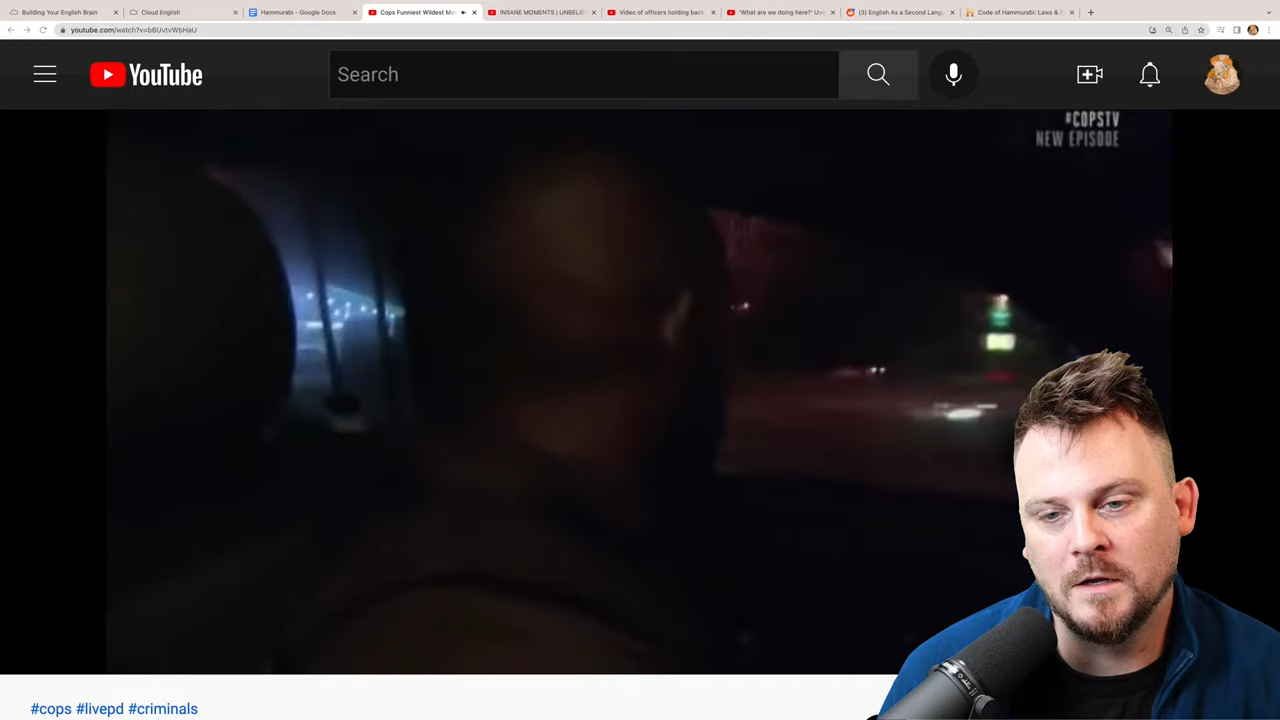 Building Your English Brain
Cloud English
Hammurabi - Google Docs
Cops Funniest Wildest Mo
INSANE MOMENTS | UNBELIE
Video of officers holding back
"What are we doing here?" Uva
(3) English As a Second Lang
Code of Hammurabi: Laws & F
youtube.com/watch?v=b6UvtvWbHaU
YouTube
Search
#COPSTV
NEW EPISODE
#cops #livepd #criminals